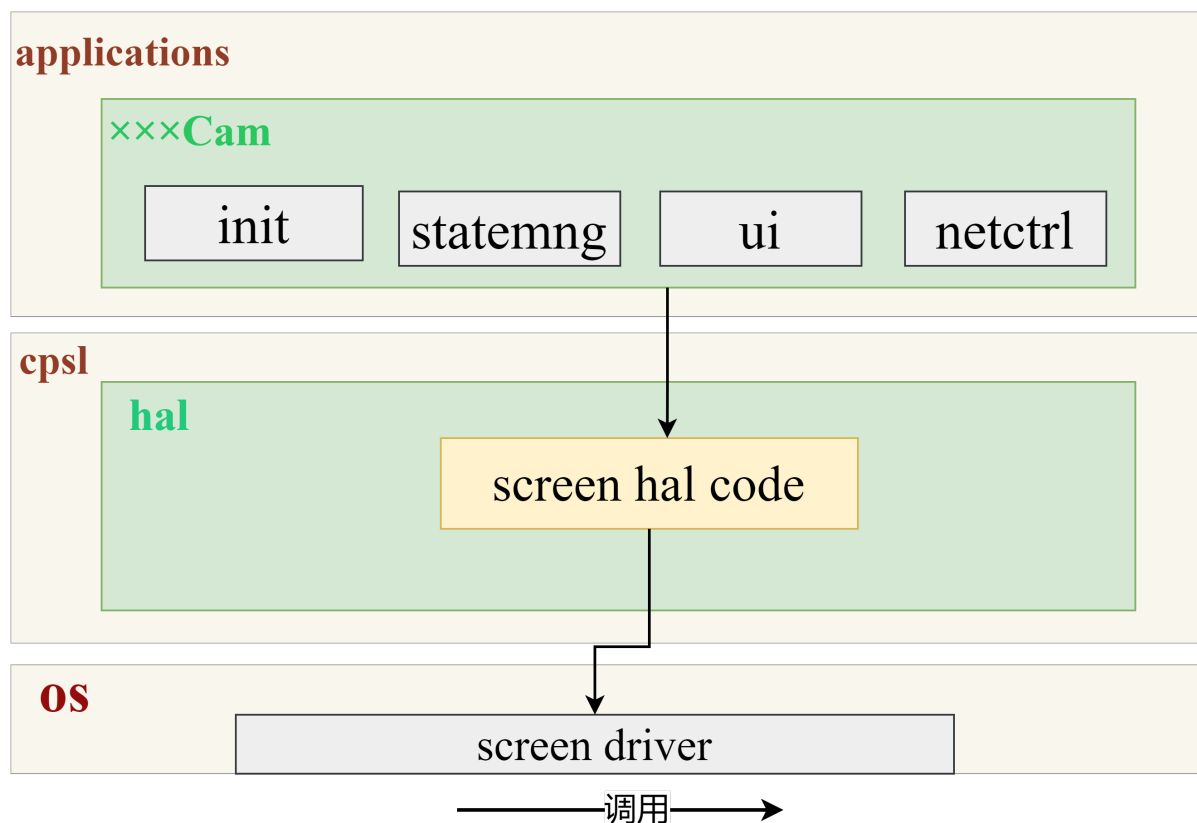 applications
×××Cam
init
statemng
ui
netctrl
cpsl
hal
screen hal code
os
screen driver
调用